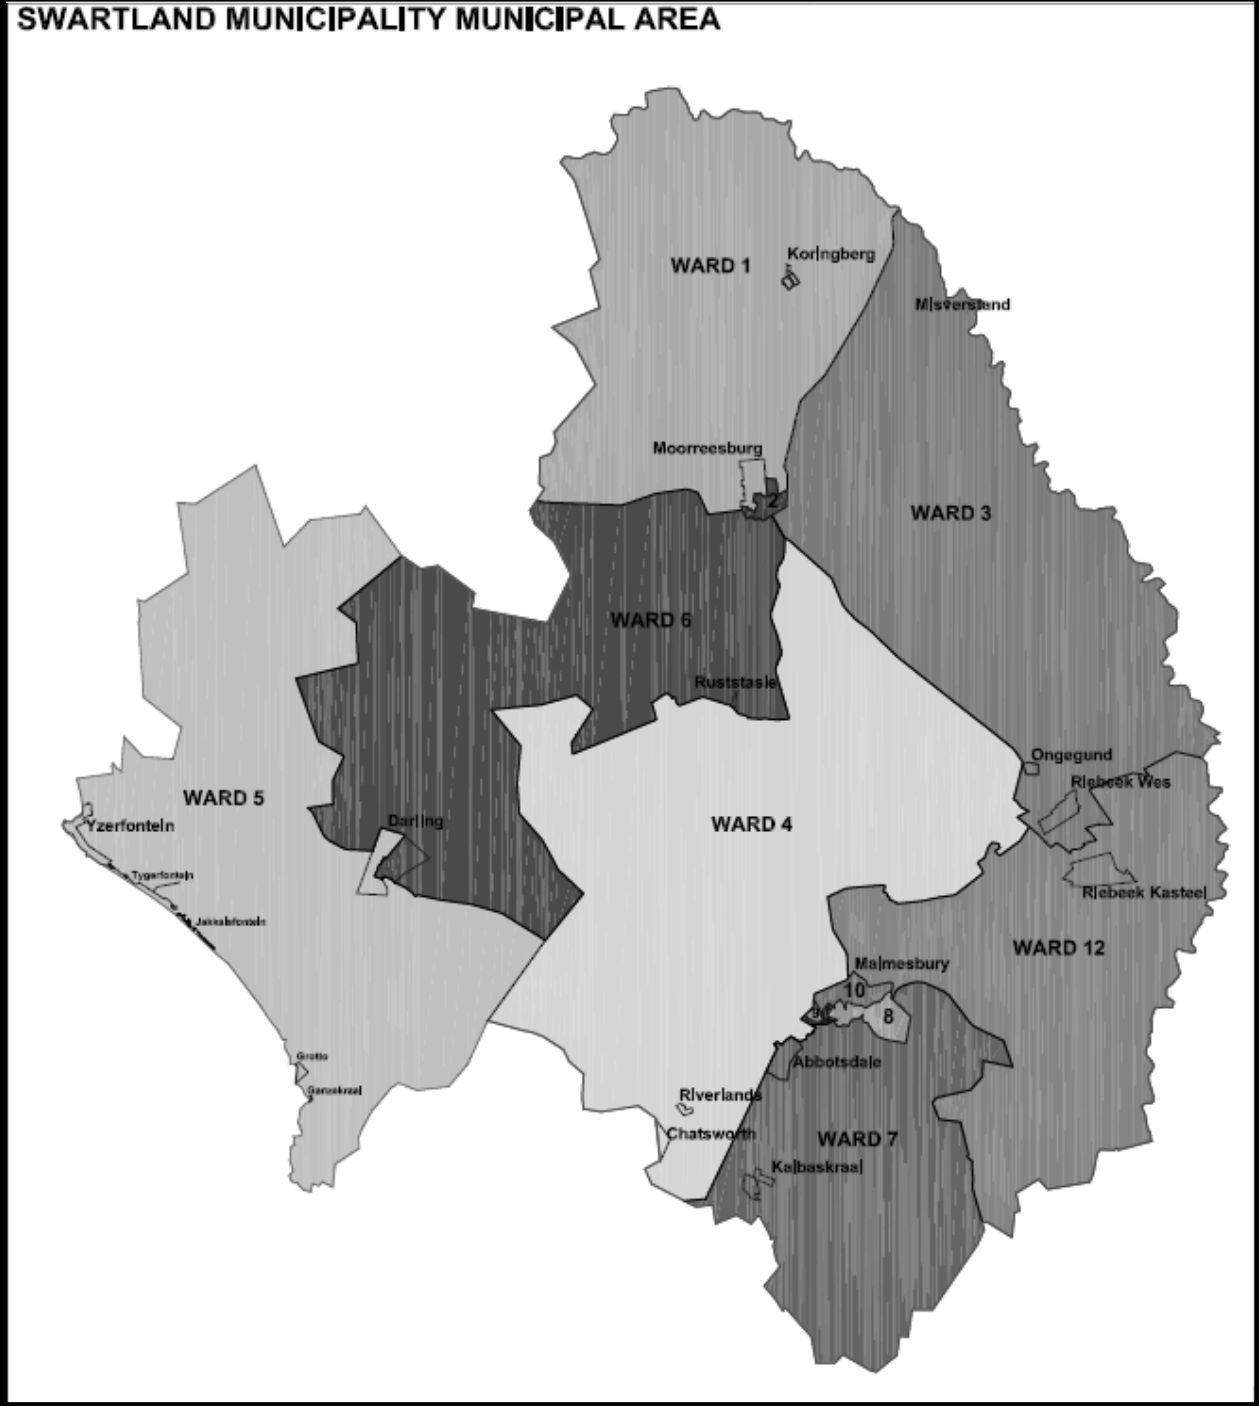 SWARTLAND MUNICIPALITY MUNICIPAL AREA
WARD 1
Koringberg
Misverstand
Moorreesburg
2
WARD 3
WARD 6
Ruststasie
Ongegund
Riebeek Wes
WARD 5
Yzerfontein
Darling
WARD 4
Tygerfontein
Jakkalsfontein
Riebeek Kasteel
WARD 12
Malmesbury
10
8
Abbotsdale
Grotto
Ganzekraal
Riverlands
Chatsworth
WARD 7
Kalbaskraal